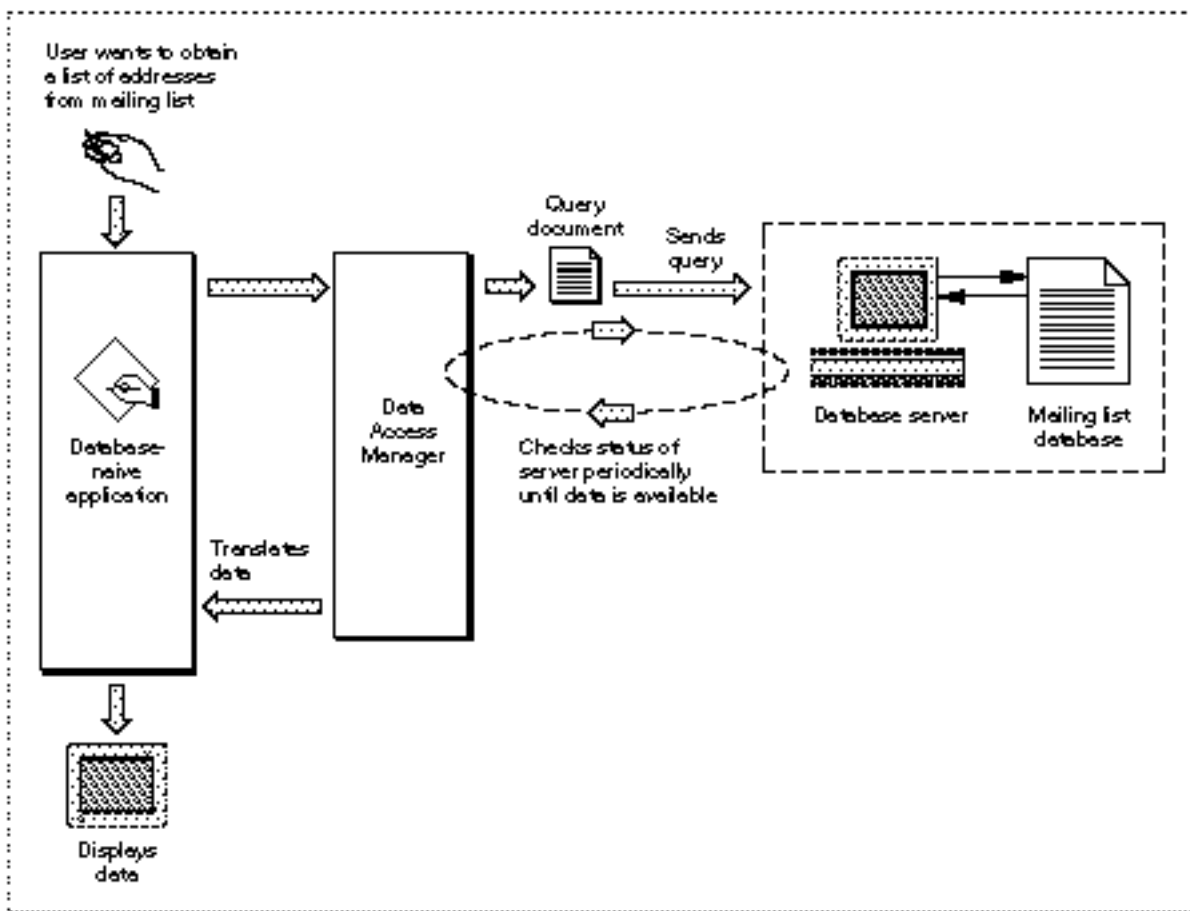 User wants to obtain
a list of addresses
from mailing list
Query
document
Sends
query
Database-
naive
application
Data
Access
Manager
Database server
Mailing list
database
Checks status of
server periodically
until data is available
Translates
data
Displays
data